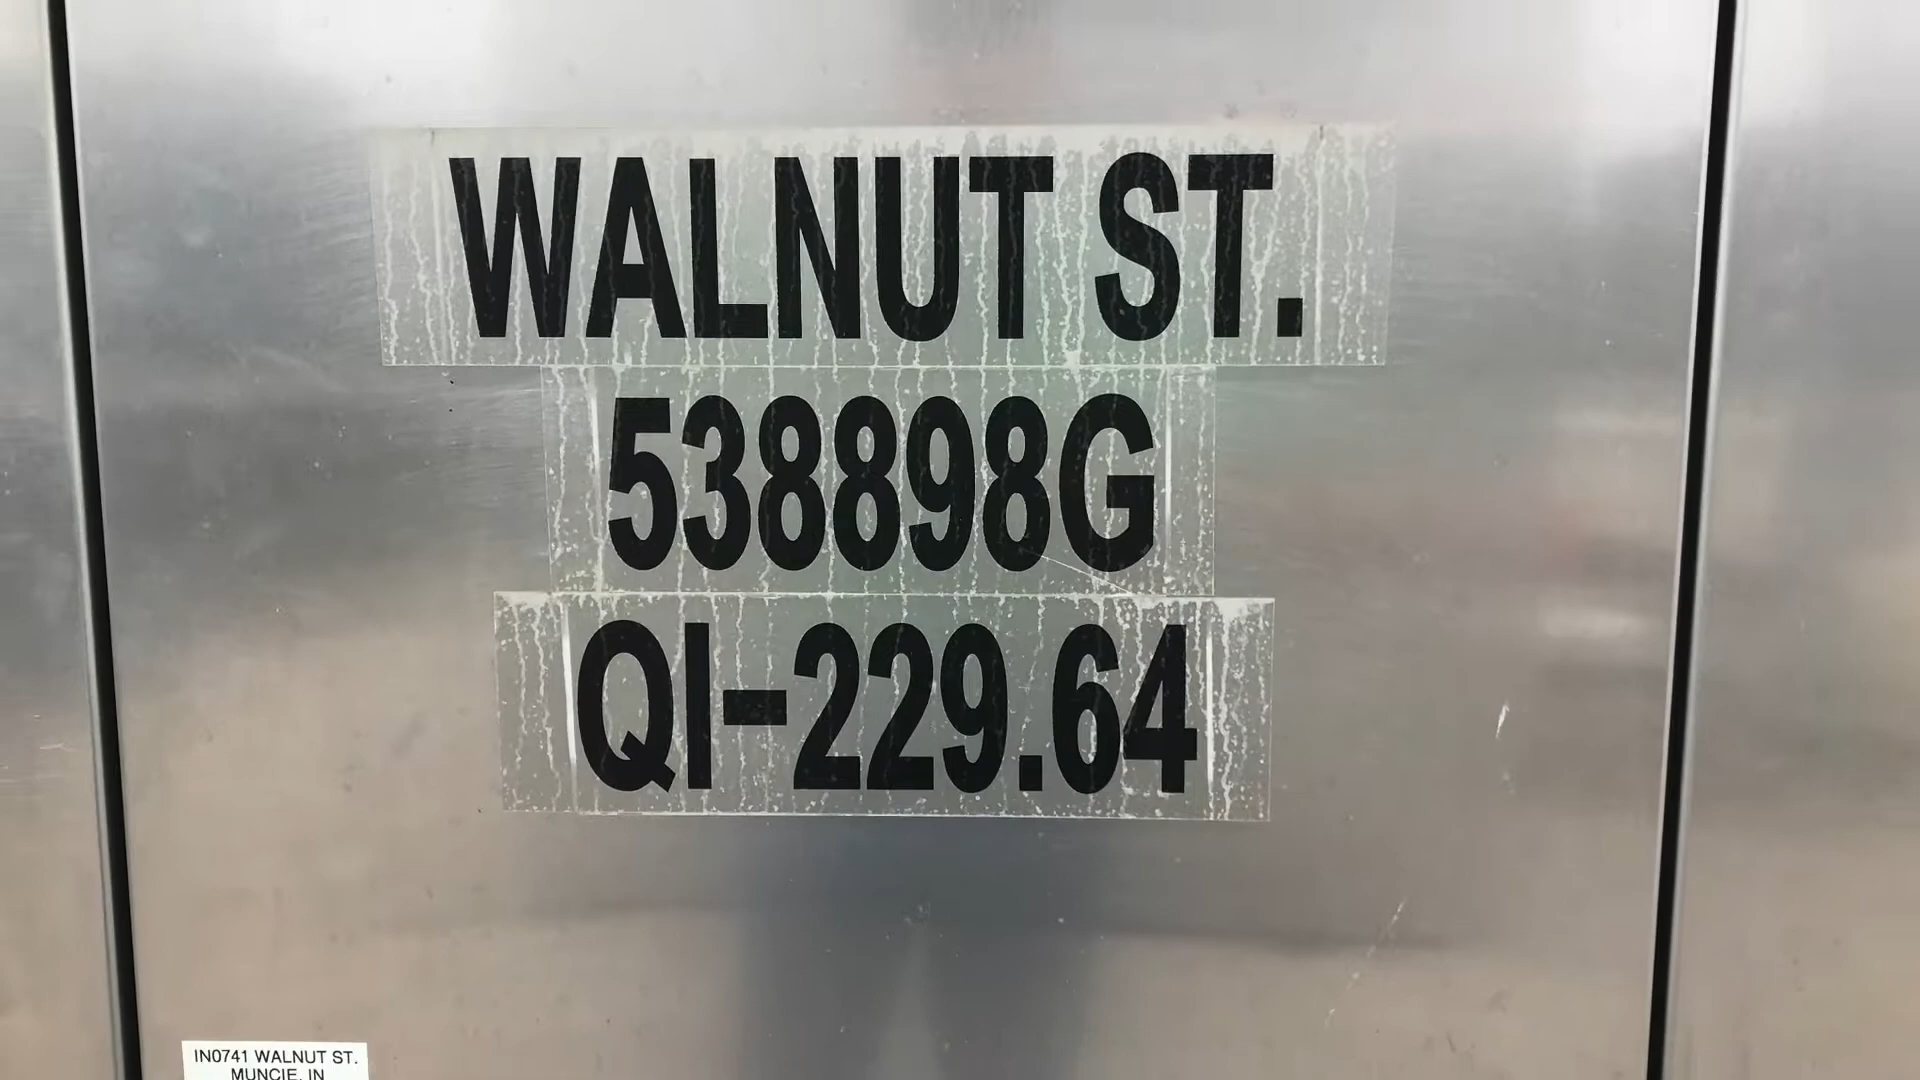 WALNUT ST.
538898G
QI-229.64
IN0741 WALNUT ST.
MUNCIE, IN